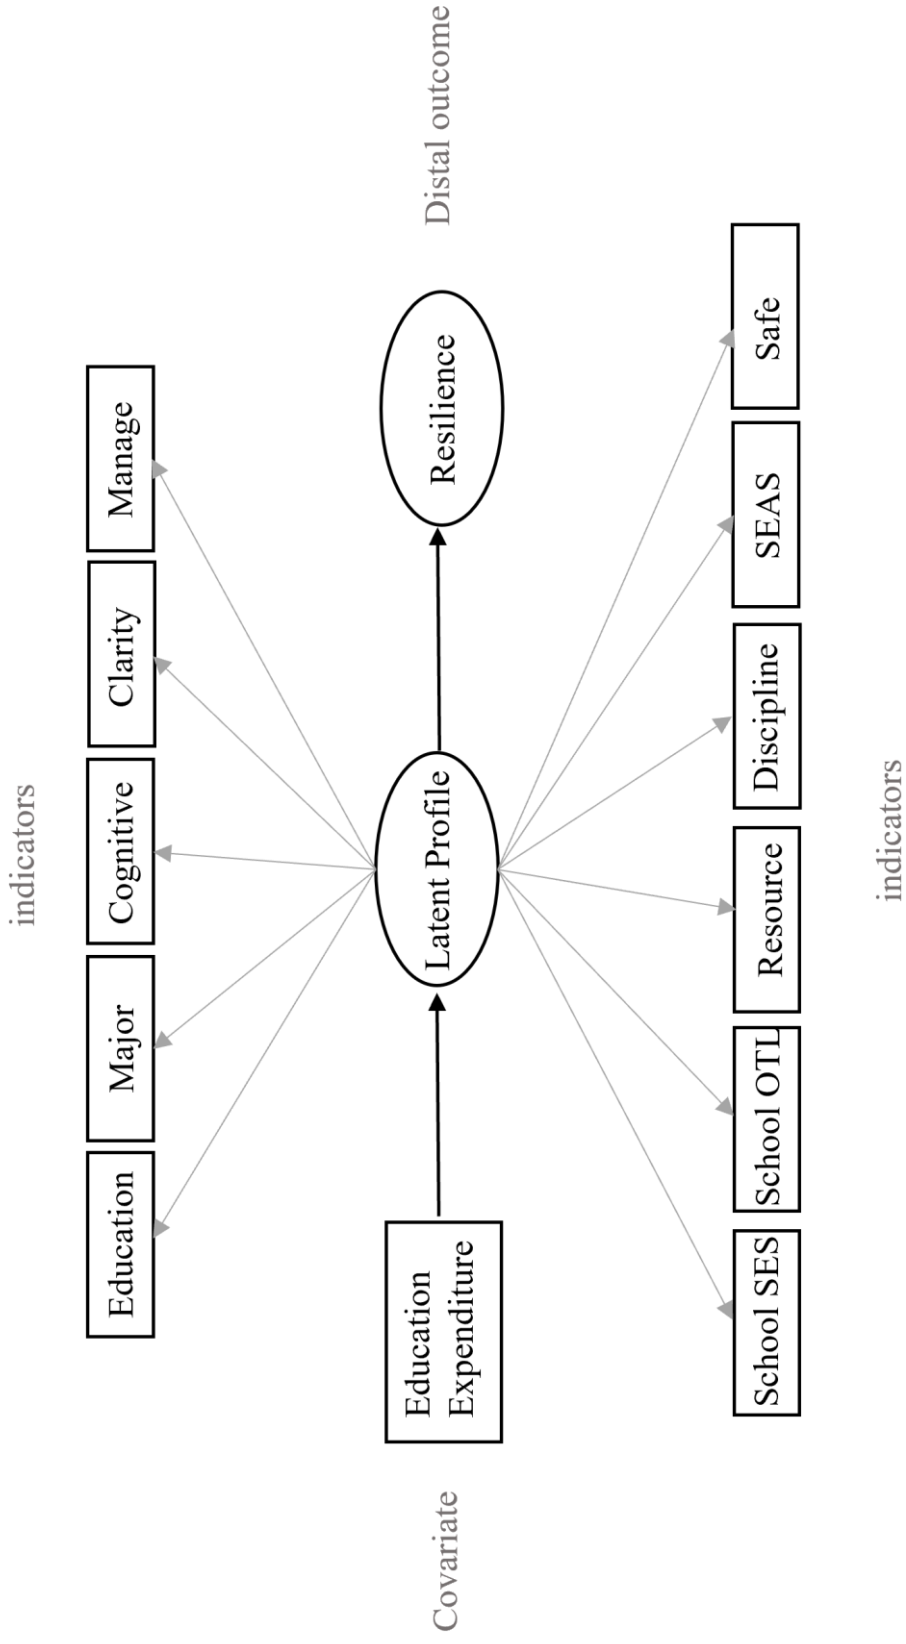 indicators
Education
Major
Cognitive
Clarity
Manage
Covariate
Education
Expenditure
Latent Profile
Resilience
Distal outcome
School SES
School OTL
Resource
Discipline
SEAS
Safe
indicators